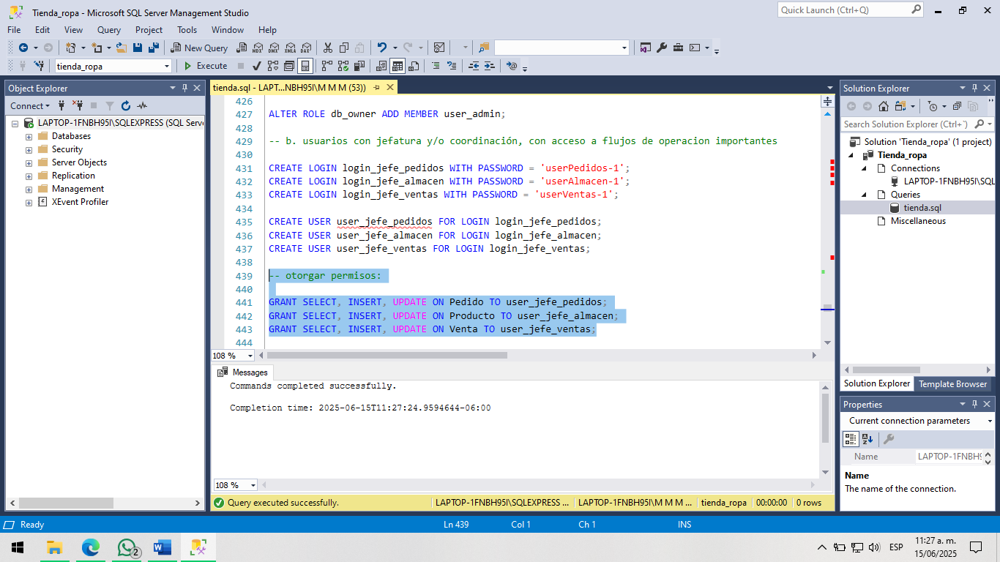 Tienda_ropa - Microsoft SQL Server Management Studio
Quick Launch (Ctrl+Q)
File Edit View Query Project Tools Window Help
New Query
MDX DMX XMLA DAX
tienda_ropa
Execute
Object Explorer
Connect
LAPTOP-1FNBH95I\SQLEXPRESS (SQL Serve
Databases
Security
Server Objects
Replication
Management
XEvent Profiler
tienda.sql - LAPT...NBH95I\M M M (53))
426
427 ALTER ROLE db_owner ADD MEMBER user_admin;
428
429 -- b. usuarios con jefatura y/o coordinación, con acceso a flujos de operacion importantes
430
431 CREATE LOGIN login_jefe_pedidos WITH PASSWORD = 'userPedidos-1';
432 CREATE LOGIN login_jefe_almacen WITH PASSWORD = 'userAlmacen-1';
433 CREATE LOGIN login_jefe_ventas WITH PASSWORD = 'userVentas-1';
434
435 CREATE USER user_jefe_pedidos FOR LOGIN login_jefe_pedidos;
436 CREATE USER user_jefe_almacen FOR LOGIN login_jefe_almacen;
437 CREATE USER user_jefe_ventas FOR LOGIN login_jefe_ventas;
438
439 -- otorgar permisos:
440
441 GRANT SELECT, INSERT, UPDATE ON Pedido TO user_jefe_pedidos;
442 GRANT SELECT, INSERT, UPDATE ON Producto TO user_jefe_almacen;
443 GRANT SELECT, INSERT, UPDATE ON Venta TO user_jefe_ventas;
444
108 %
Messages
Commands completed successfully.
Completion time: 2025-06-15T11:27:24.9594644-06:00
108 %
Query executed successfully.
LAPTOP-1FNBH95I\SQLEXPRESS ... LAPTOP-1FNBH95I\M M M ... tienda_ropa 00:00:00 0 rows
Solution Explorer
Search Solution Explorer (Ctrl+`)
Solution 'Tienda_ropa' (1 project)
Tienda_ropa
Connections
LAPTOP-1FNBH95I\SQL
Queries
tienda.sql
Miscellaneous
Solution Explorer Template Browser
Properties
Current connection parameters
Name LAPTOP-1FNBH9
Name
The name of the connection.
Ready Ln 439 Col 1 Ch 1 INS
2
ESP
11:27 a. m.
15/06/2025